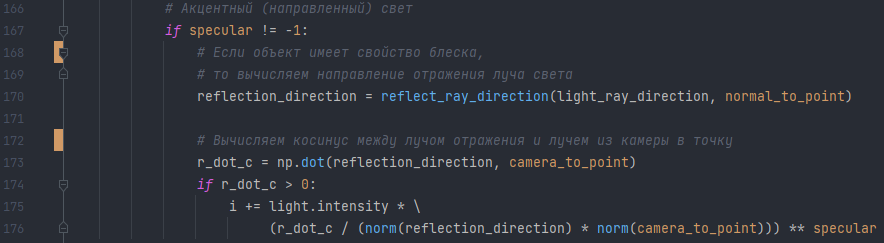 166 # Акцентный (направленный) свет
167 if specular != -1:
168 # Если объект имеет свойство блеска,
169 # то вычисляем направление отражения луча света
170 reflection_direction = reflect_ray_direction(light_ray_direction, normal_to_point)
171
172 # Вычисляем косинус между лучом отражения и лучем из камеры в точку
173 r_dot_c = np.dot(reflection_direction, camera_to_point)
174 if r_dot_c > 0:
175 i += light.intensity * \
176 (r_dot_c / (norm(reflection_direction) * norm(camera_to_point))) ** specular